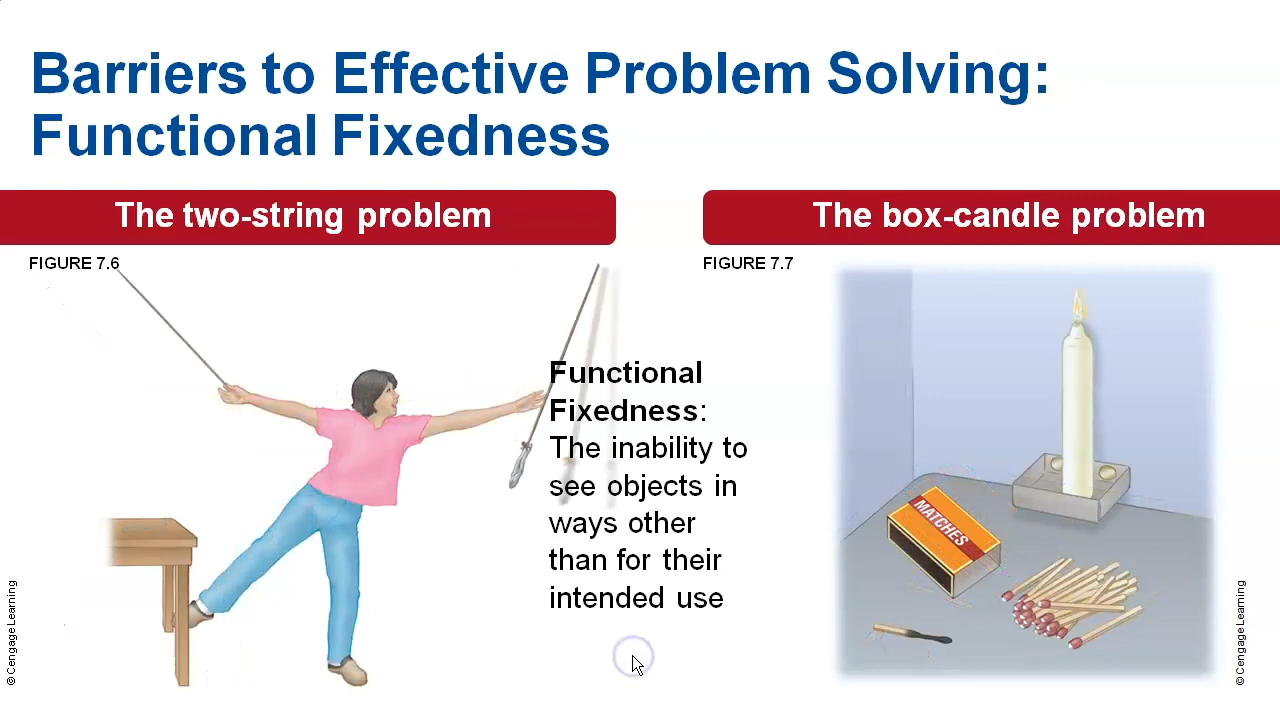 Barriers to Effective Problem Solving:
Functional Fixedness
The two-string problem
FIGURE 7.6
Functional
Fixedness:
The inability to
see objects in
ways other
than for their
intended use
© Cengage Learning
The box-candle problem
FIGURE 7.7
MATCHES
© Cengage Learning